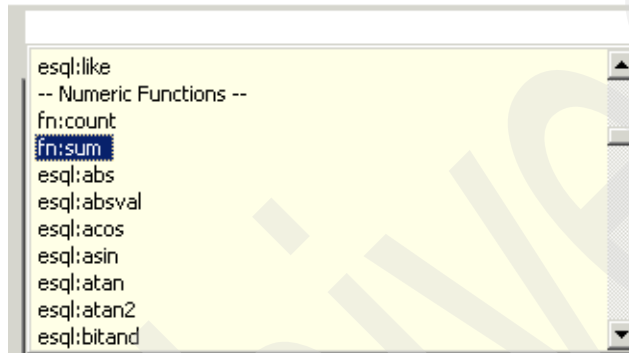 esql:like
-- Numeric Functions --
fn:count
fn:sum
esql:abs
esql:absval
esql:acos
esql:asin
esql:atan
esql:atan2
esql:bitand